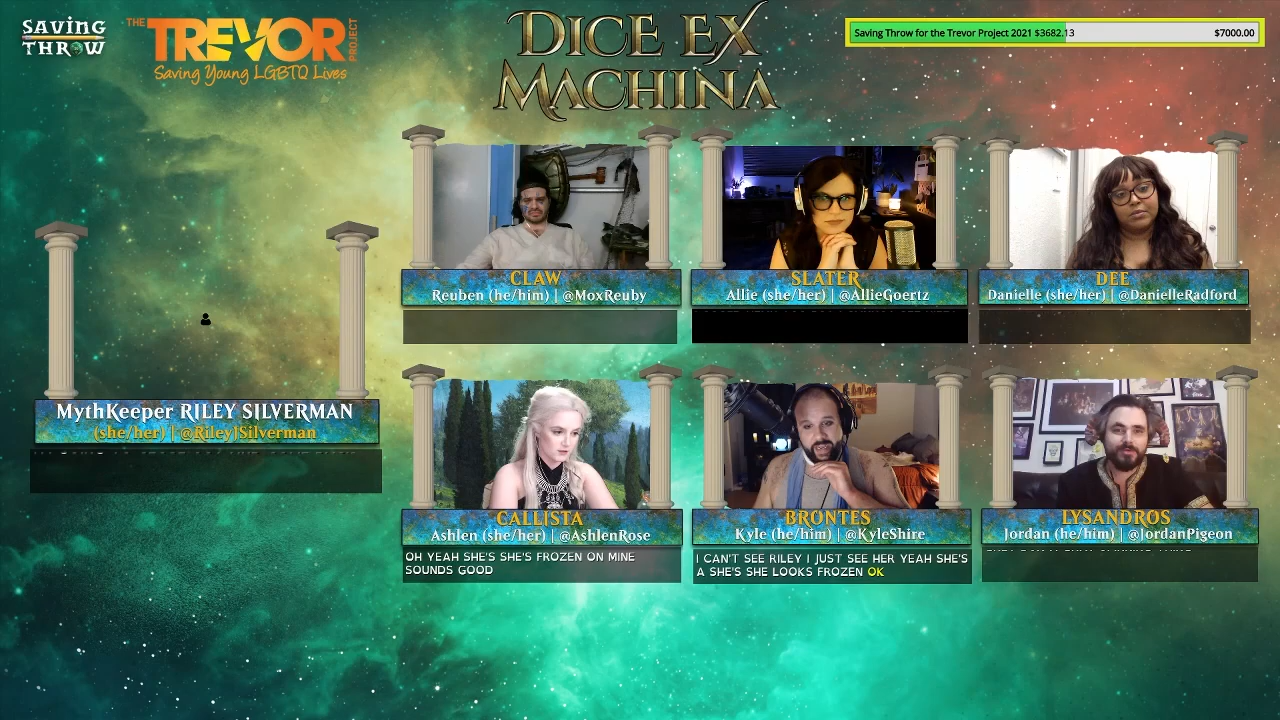 SAVING
THROW
THE
TREVOR
PROJECT
Saving Young LGBTQ Lives
DICE EX
MACHINA
Saving Throw for the Trevor Project 2021 $3682.13
$7000.00
CLAW
Reuben (he/him) | @MoxReuby
SLATER
Allie (she/her) | @AllieGoertz
DEE
Danielle (she/her) | @DanielleRadford
MythKeeper RILEY SILVERMAN
(she/her) | @RileyJSilverman
CALLISTA
Ashlen (she/her) | @AshlenRose
OH YEAH SHE'S SHE'S FROZEN ON MINE
SOUNDS GOOD
BRONTES
Kyle (he/him) | @KyleShire
I CAN'T SEE RILEY I JUST SEE HER YEAH SHE'S
A SHE'S SHE LOOKS FROZEN OK
LYSANDROS
Jordan (he/him) | @JordanPigeon